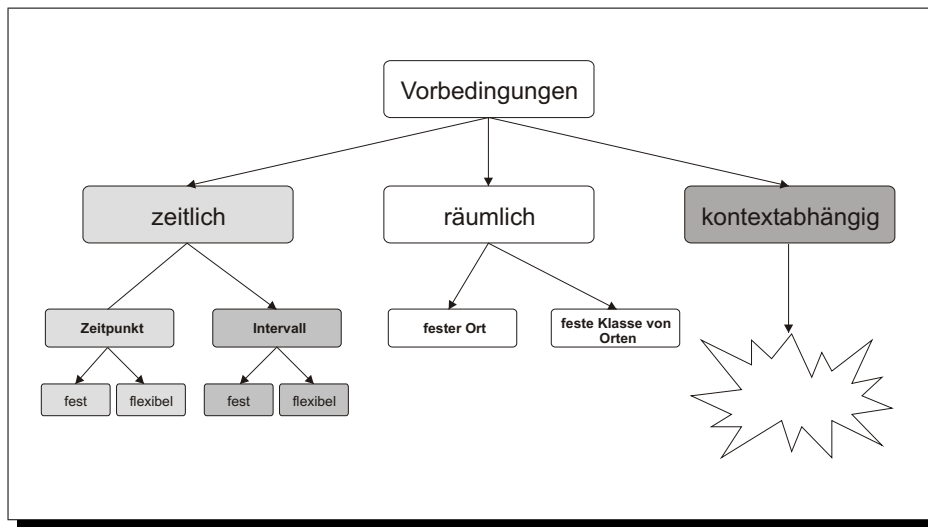 Vorbedingungen
zeitlich
räumlich
kontextabhängig
Zeitpunkt
Intervall
fester Ort
feste Klasse von
Orten
fest
flexibel
fest
flexibel